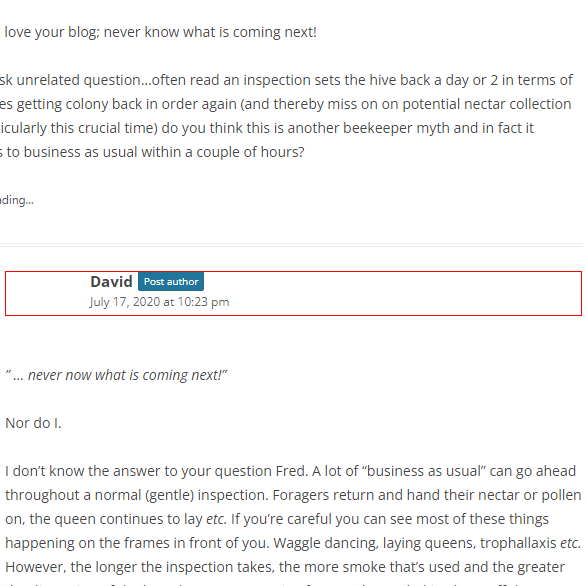 love your blog; never know what is coming next!
sk unrelated question…often read an inspection sets the hive back a day or 2 in terms of
es getting colony back in order again (and thereby miss on on potential nectar collection
icularly this crucial time) do you think this is another beekeeper myth and in fact it
s to business as usual within a couple of hours?
ding...
David Post author
July 17, 2020 at 10:23 pm
” … never now what is coming next!”
Nor do I.
I don’t know the answer to your question Fred. A lot of “business as usual” can go ahead
throughout a normal (gentle) inspection. Foragers return and hand their nectar or pollen
on, the queen continues to lay etc. If you’re careful you can see most of these things
happening on the frames in front of you. Waggle dancing, laying queens, trophallaxis etc.
However, the longer the inspection takes, the more smoke that’s used and the greater